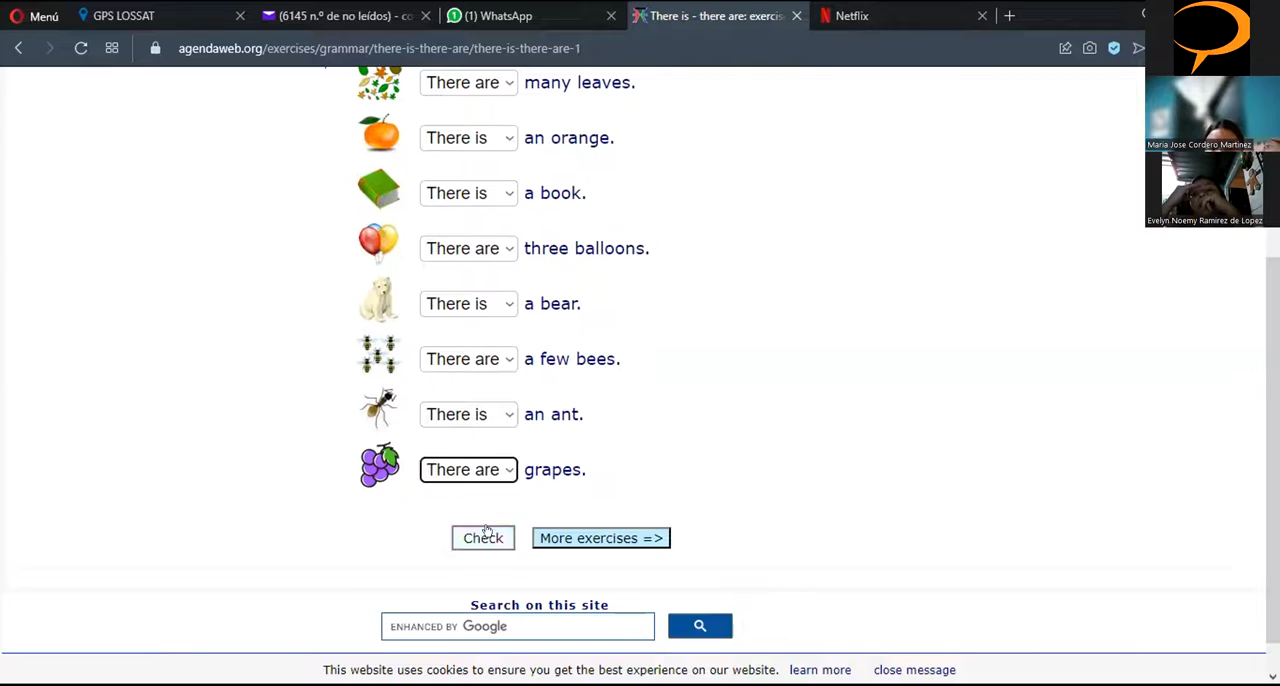 Menú
GPS LOSSAT
(6145 n.º de no leídos) - co
(1) WhatsApp
There is - there are: exercis
Netflix
agendaweb.org/exercises/grammar/there-is-there-are/there-is-there-are-1
There are many leaves.
There is an orange.
There is a book.
There are three balloons.
There is a bear.
There are a few bees.
There is an ant.
There are grapes.
Check More exercises =>
Search on this site
ENHANCED BY Google
This website uses cookies to ensure you get the best experience on our website. learn more close message
Maria Jose Cordero Martinez
Evelyn Noemy Ramirez de Lopez